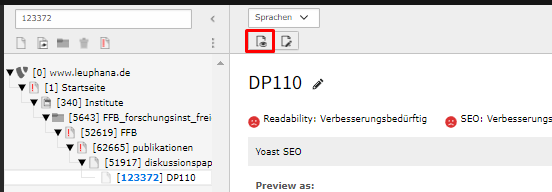 123372
Sprachen
[0] www.leuphana.de
[1] Startseite
[340] Institute
[5643] FFB_forschungsinst_frei
[52619] FFB
[62665] publikationen
[51917] diskussionspap
[123372] DP110
DP110
Readability: Verbesserungsbedürftig
SEO: Verbesserungs
Yoast SEO
Preview as: